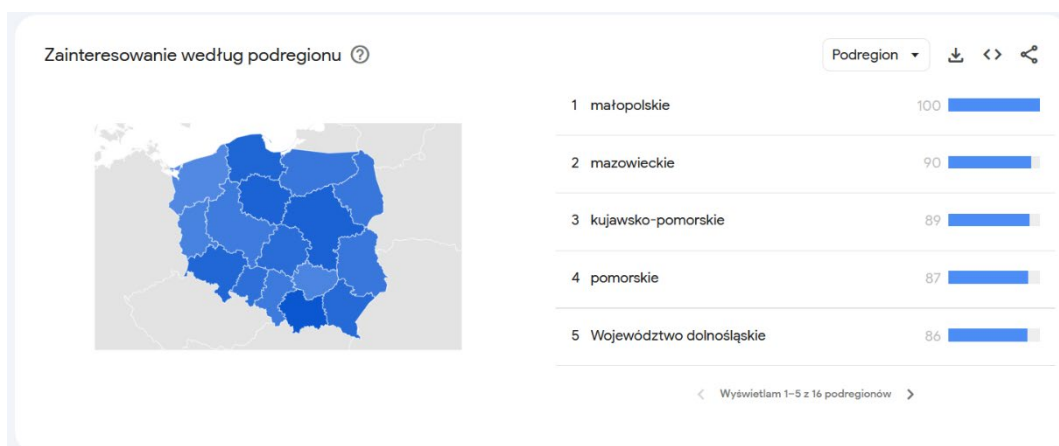 Zainteresowanie według podregionu
Podregion
1 małopolskie 100
2 mazowieckie 90
3 kujawsko-pomorskie 89
4 pomorskie 87
5 Województwo dolnośląskie 86
Wyświetlam 1–5 z 16 podregionów